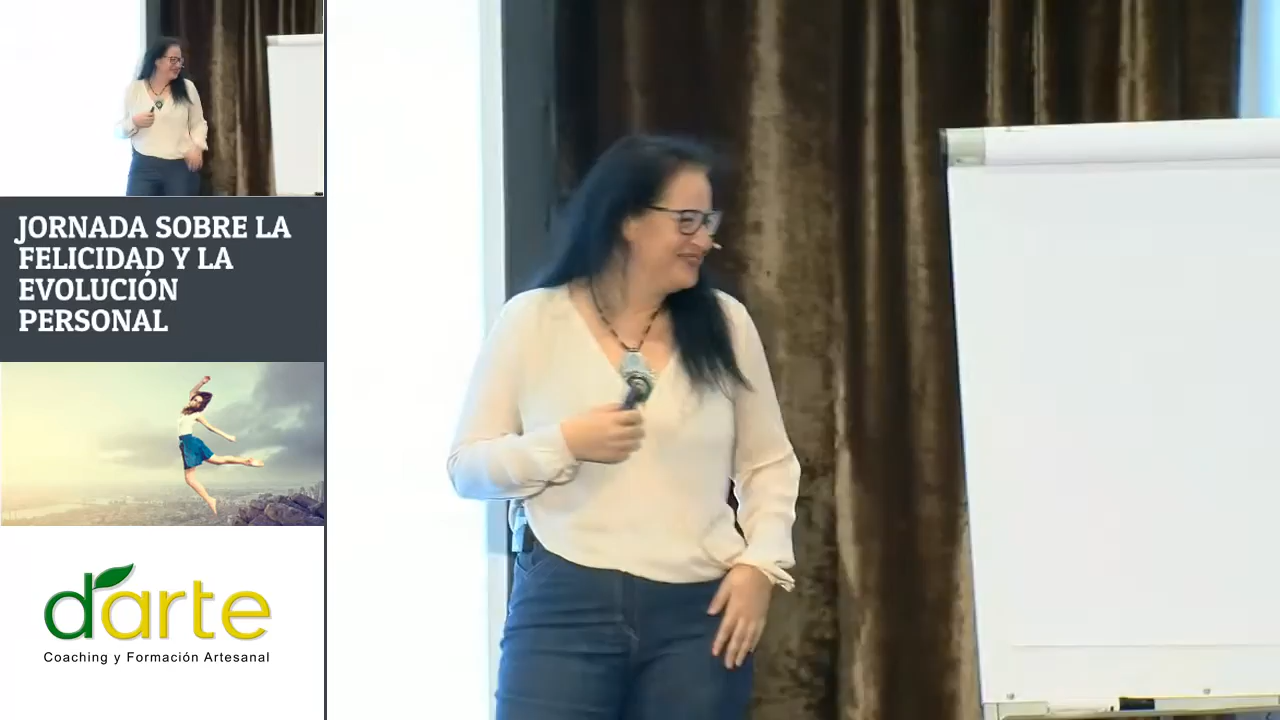 JORNADA SOBRE LA
FELICIDAD Y LA
EVOLUCIÓN
PERSONAL
d'arte
Coaching y Formación Artesanal